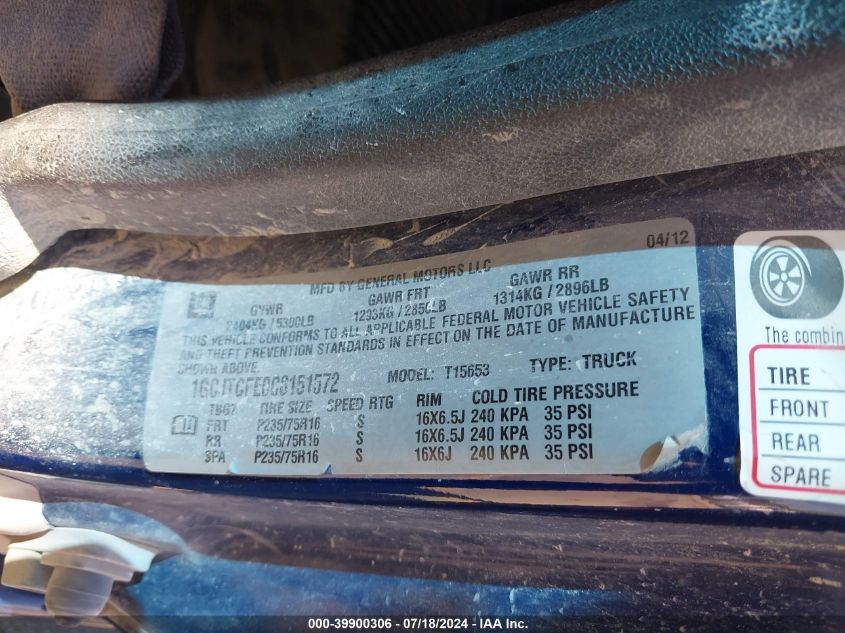 04/12
MFD BY GENERAL MOTORS LLC
GVWR GAWR FRT GAWR RR
2404KG / 5300LB 1293KG / 2850LB 1314KG / 2896LB
THIS VEHICLE CONFORMS TO ALL APPLICABLE FEDERAL MOTOR VEHICLE SAFETY
AND THEFT PREVENTION STANDARDS IN EFFECT ON THE DATE OF MANUFACTURE
SHOWN ABOVE.
1GCJTCFE0C8151572 MODEL: T15653 TYPE: TRUCK
TBG7 TIRE SIZE SPEED RTG RIM COLD TIRE PRESSURE
FRT P235/75R16 S 16X6.5J 240 KPA 35 PSI
RR P235/75R16 S 16X6.5J 240 KPA 35 PSI
SPA P235/75R16 S 16X6J 240 KPA 35 PSI
The combin
TIRE
FRONT
REAR
SPARE
000-39900306 - 07/18/2024 - IAA Inc.